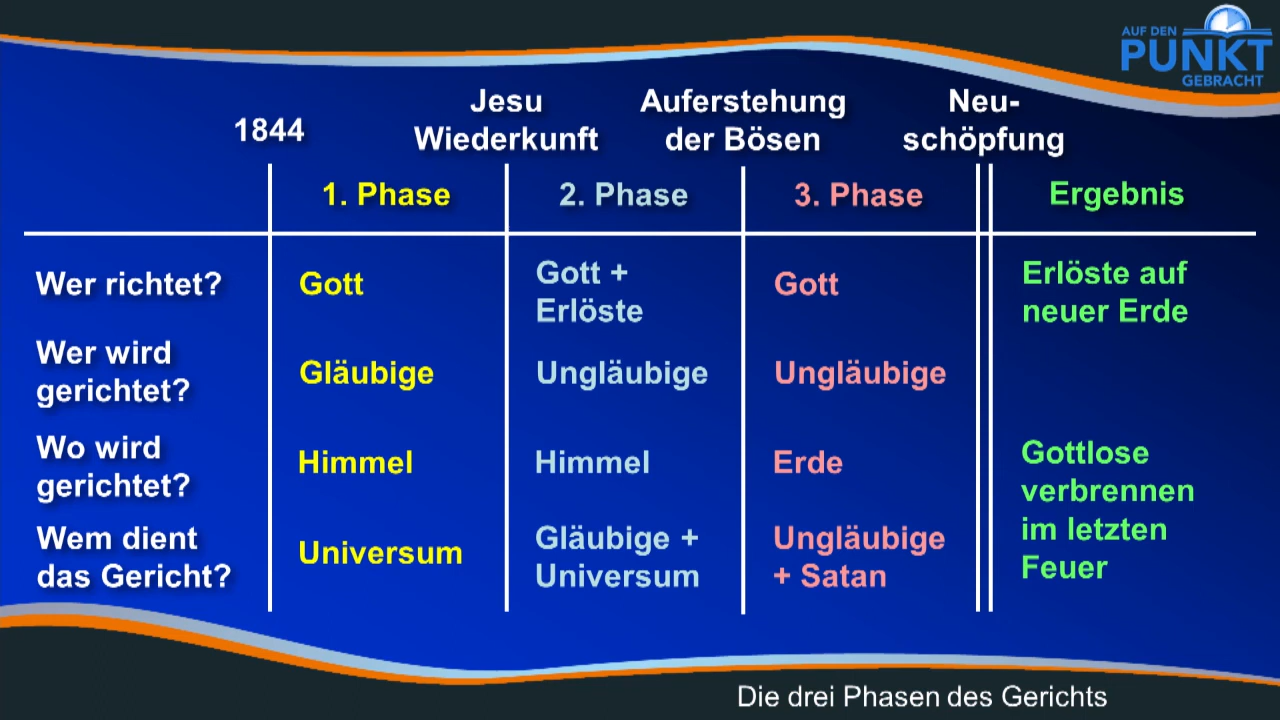 AUF DEN
PUNKT
GEBRACHT
1844
Jesu
Wiederkunft
Auferstehung
der Bösen
Neu-
schöpfung
1. Phase
2. Phase
3. Phase
Ergebnis
Wer richtet?
Gott
Gott +
Erlöste
Gott
Erlöste auf
neuer Erde
Wer wird
gerichtet?
Gläubige
Ungläubige
Ungläubige
Wo wird
gerichtet?
Himmel
Himmel
Erde
Gottlose
verbrennen
im letzten
Feuer
Wem dient
das Gericht?
Universum
Gläubige +
Universum
Ungläubige
+ Satan
Die drei Phasen des Gerichts